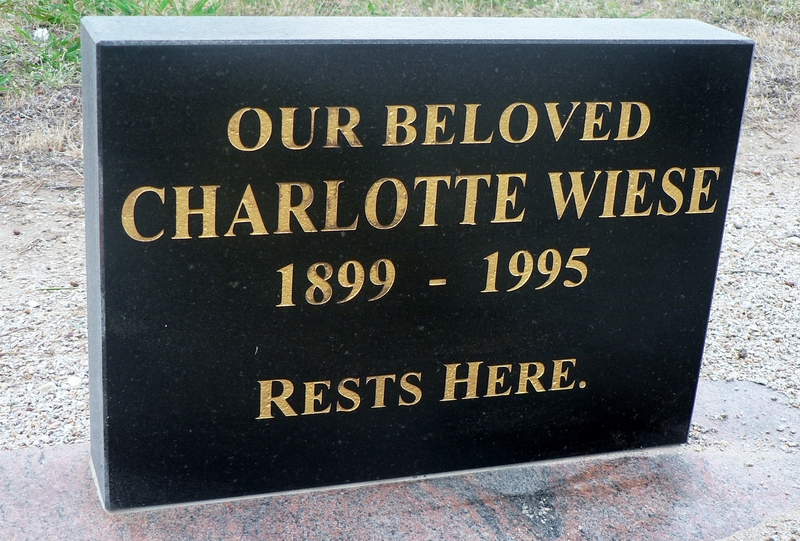 OUR BELOVED
CHARLOTTE WIESE
1899 - 1995
RESTS HERE.